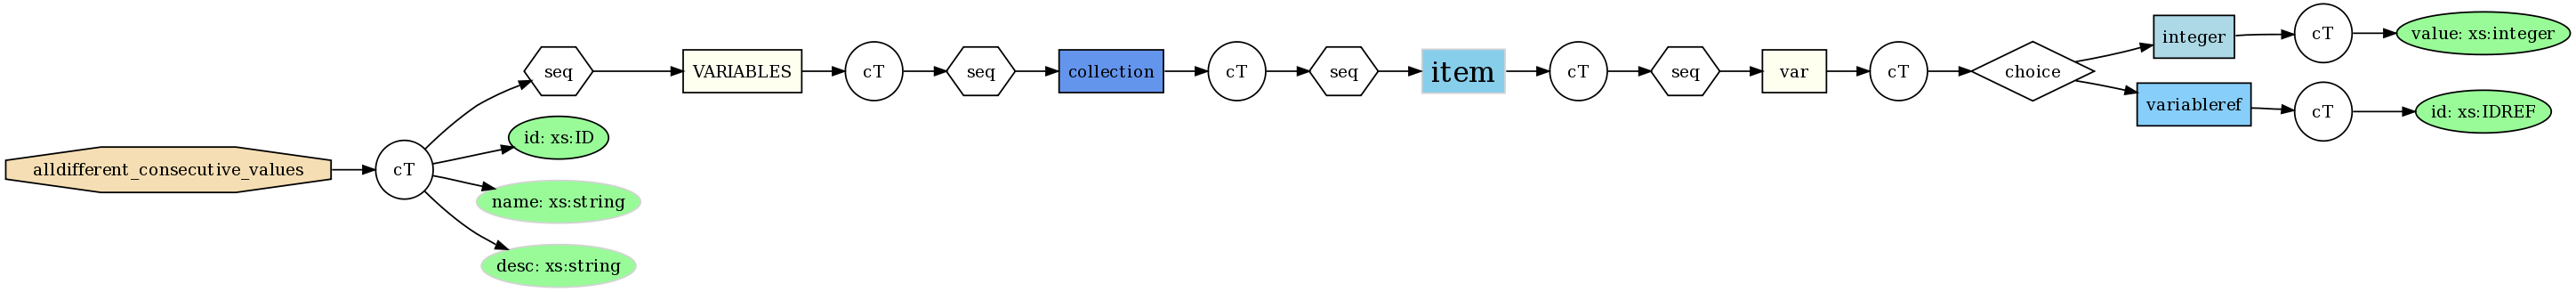 alldifferent_consecutive_values
cT
seq
VARIABLES
cT
seq
collection
cT
seq
item
cT
seq
var
cT
choice
integer
cT
value: xs:integer
variableref
cT
id: xs:IDREF
id: xs:ID
name: xs:string
desc: xs:string